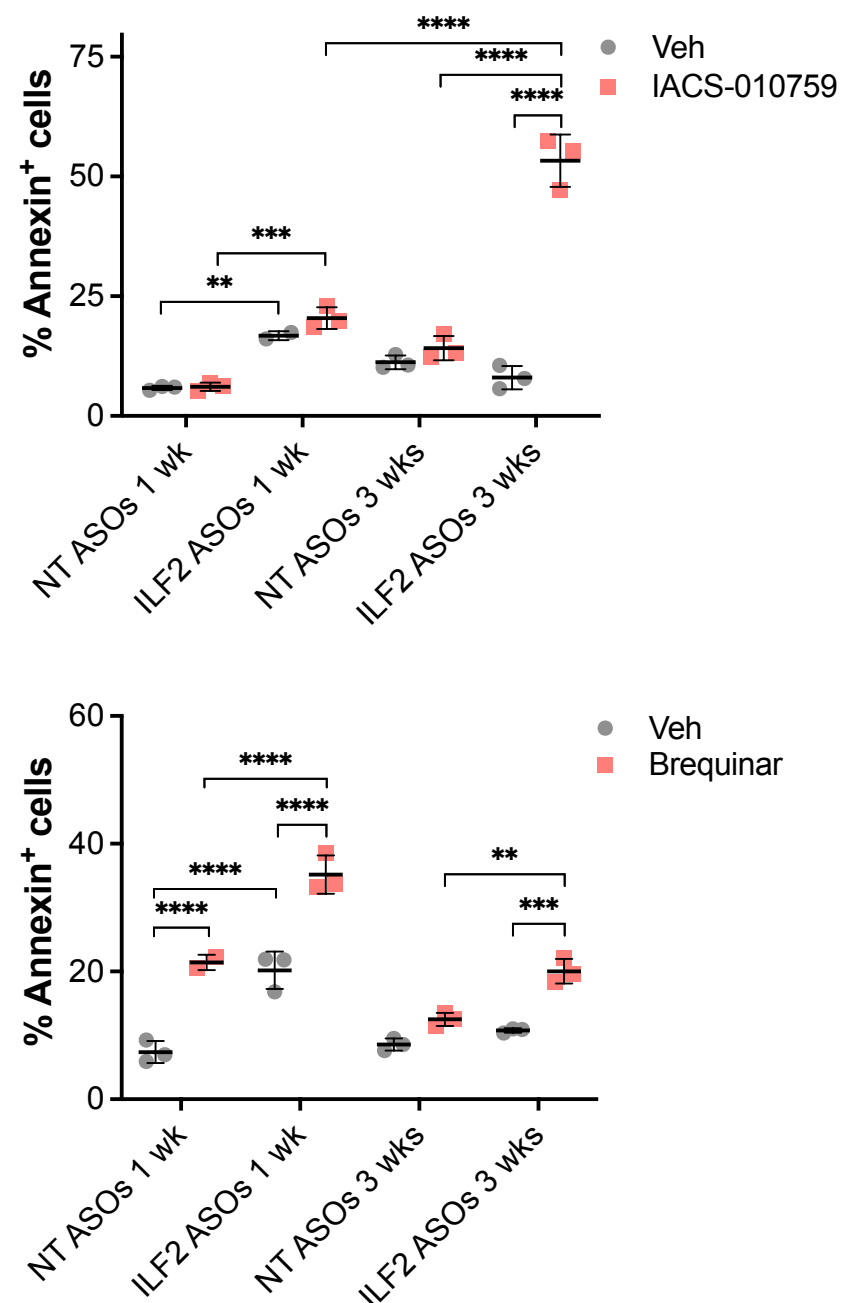 ****
Veh
IACS-010759
****
****
***
**
% Annexin⁺ cells
75
50
25
0
NT ASOs 1 wk
ILF2 ASOs 1 wk
NT ASOs 3 wks
ILF2 ASOs 3 wks
Veh
Brequinar
****
****
****
****
**
***
% Annexin⁺ cells
60
40
20
0
NT ASOs 1 wk
ILF2 ASOs 1 wk
NT ASOs 3 wks
ILF2 ASOs 3 wks